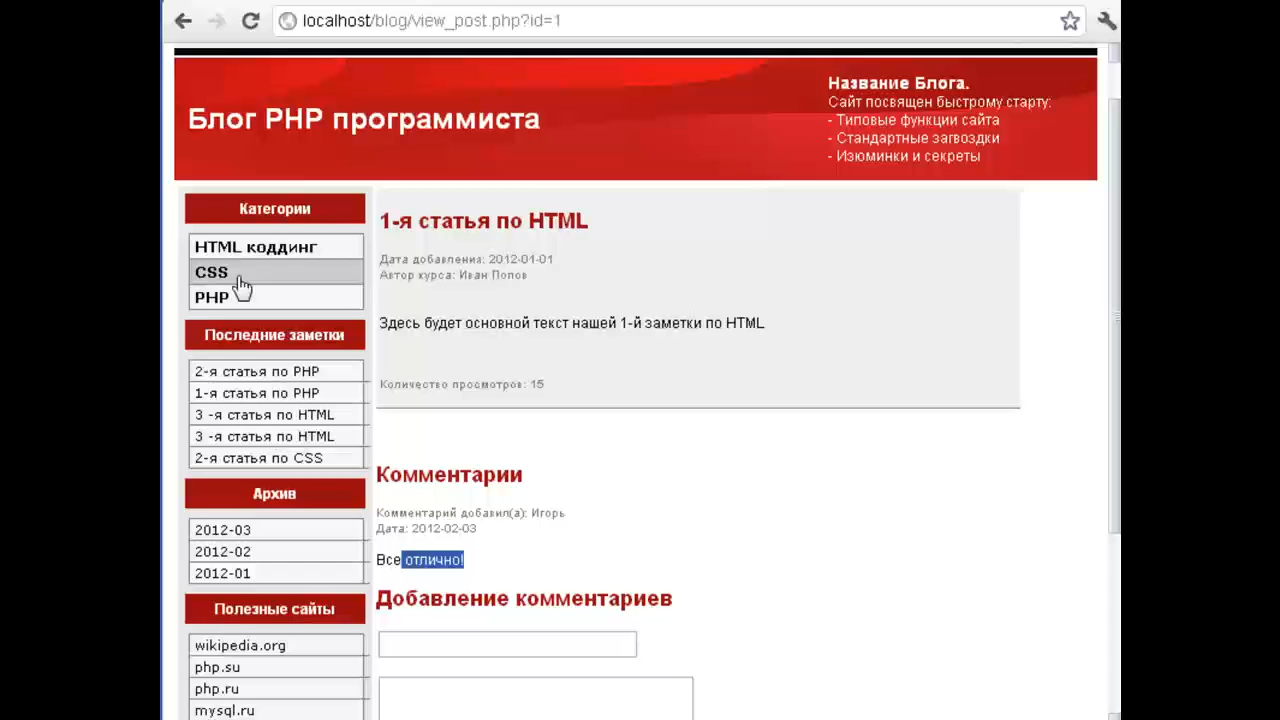 localhost/blog/view_post.php?id=1
Блог PHP программиста
Название Блога.
Сайт посвящен быстрому старту:
- Типовые функции сайта
- Стандартные загвоздки
- Изюминки и секреты
Категории
HTML коддинг
CSS
PHP
Последние заметки
2-я статья по PHP
1-я статья по PHP
3 -я статья по HTML
3 -я статья по HTML
2-я статья по CSS
Архив
2012-03
2012-02
2012-01
Полезные сайты
wikipedia.org
php.su
php.ru
mysql.ru
1-я статья по HTML
Дата добавления: 2012-01-01
Автор курса: Иван Попов
Здесь будет основной текст нашей 1-й заметки по HTML
Количество просмотров: 15
Комментарии
Комментарий добавил(а): Игорь
Дата: 2012-02-03
Все отлично!
Добавление комментариев